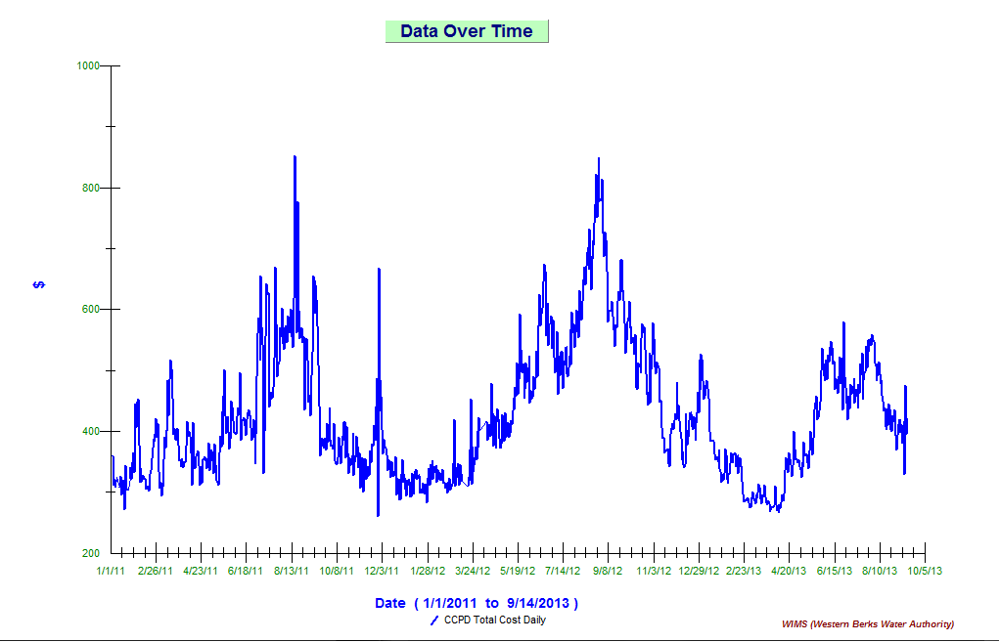 Data Over Time
1000
800
$
600
400
200
1/1/11 2/26/11 4/23/11 6/18/11 8/13/11 10/8/11 12/3/11 1/28/12 3/24/12 5/19/12 7/14/12 9/8/12 11/3/12 12/29/12 2/23/13 4/20/13 6/15/13 8/10/13 10/5/13
Date ( 1/1/2011 to 9/14/2013 )
CCPD Total Cost Daily
WIMS (Western Berks Water Authority)